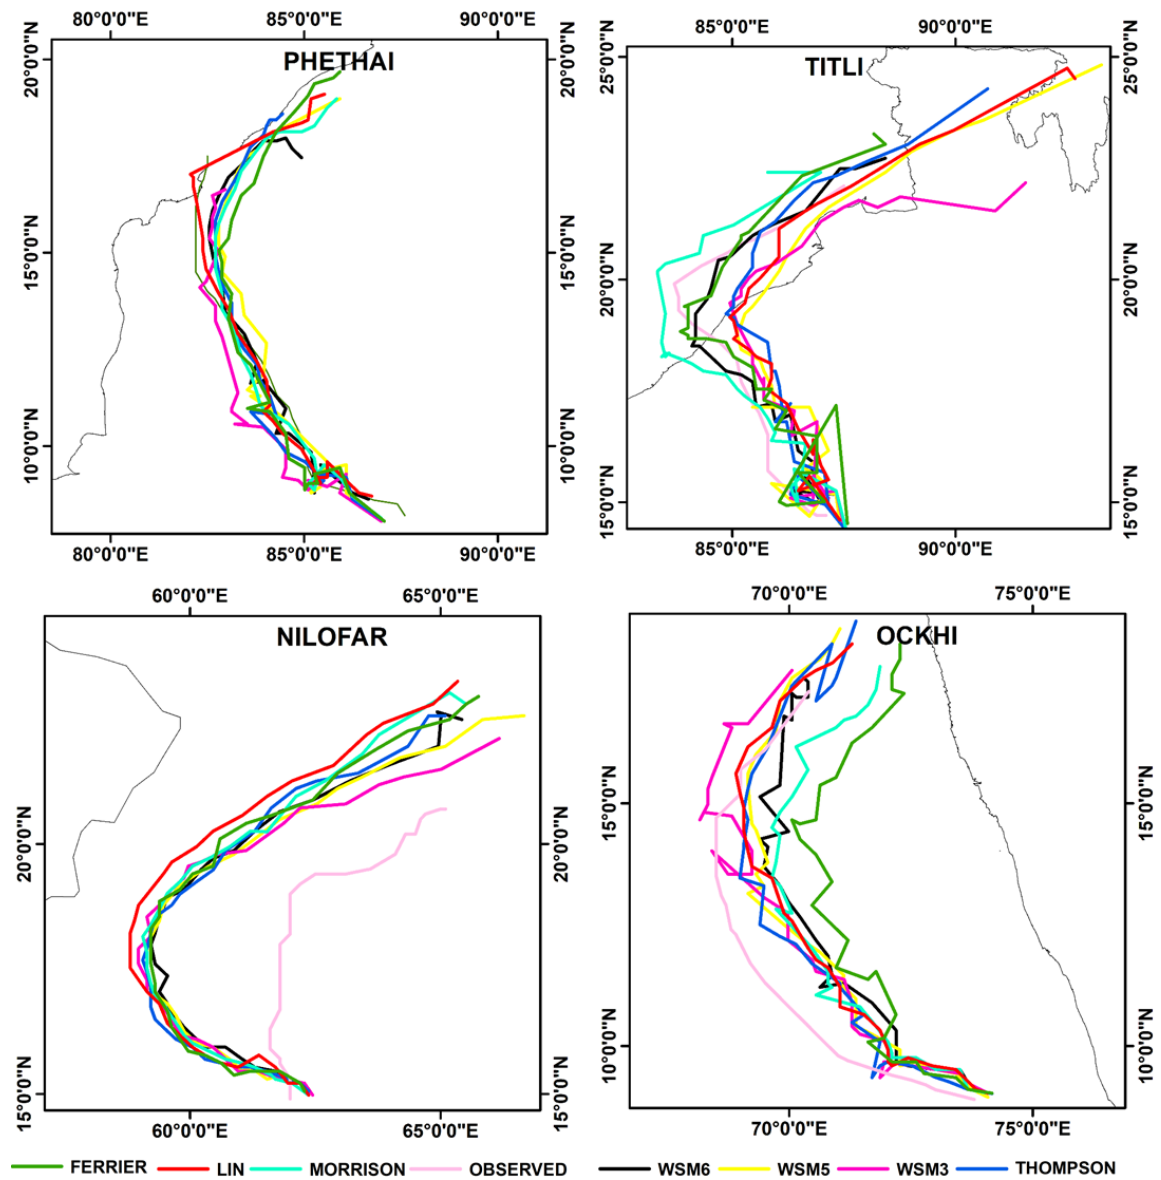 80°0'0"E 85°0'0"E 90°0'0"E
PHETHAI
20°0'0"N 20°0'0"N
15°0'0"N 15°0'0"N
10°0'0"N 10°0'0"N
80°0'0"E 85°0'0"E 90°0'0"E
85°0'0"E 90°0'0"E
TITLI
25°0'0"N 25°0'0"N
20°0'0"N 20°0'0"N
15°0'0"N 15°0'0"N
85°0'0"E 90°0'0"E
60°0'0"E 65°0'0"E
NILOFAR
20°0'0"N 20°0'0"N
15°0'0"N 15°0'0"N
60°0'0"E 65°0'0"E
70°0'0"E 75°0'0"E
OCKHI
15°0'0"N 15°0'0"N
10°0'0"N 10°0'0"N
70°0'0"E 75°0'0"E
FERRIER LIN MORRISON OBSERVED WSM6 WSM5 WSM3 THOMPSON